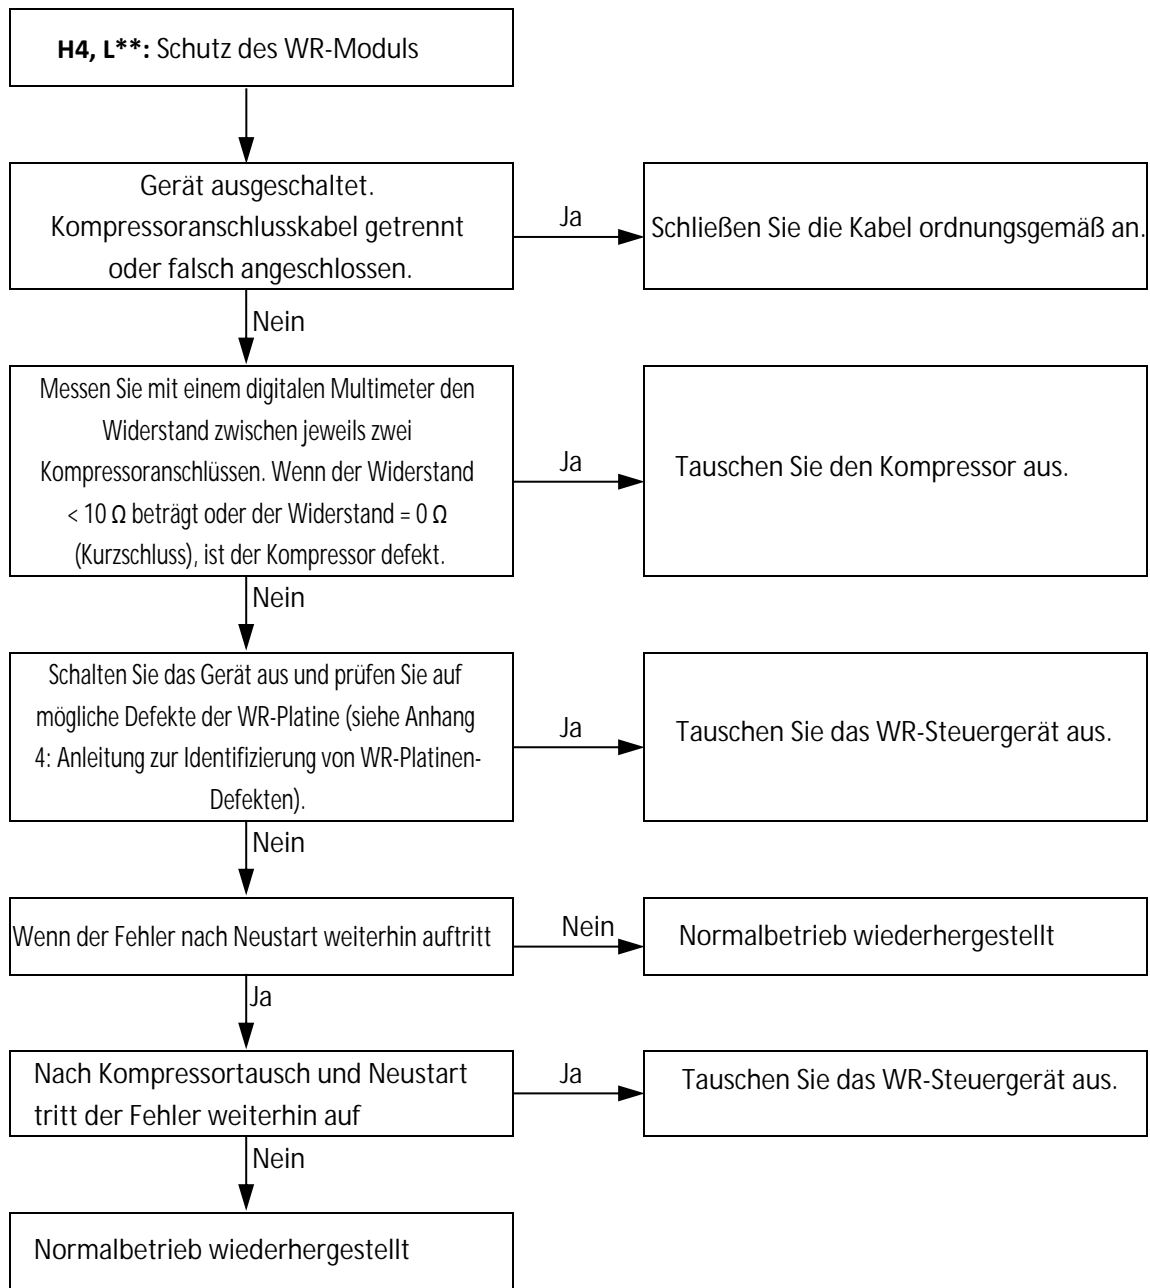 H4, L**: Schutz des WR-Moduls
Gerät ausgeschaltet.
Kompressoranschlusskabel getrennt
oder falsch angeschlossen.
Ja
Schließen Sie die Kabel ordnungsgemäß an.
Nein
Messen Sie mit einem digitalen Multimeter den
Widerstand zwischen jeweils zwei
Kompressoranschlüssen. Wenn der Widerstand
< 10 Ω beträgt oder der Widerstand = 0 Ω
(Kurzschluss), ist der Kompressor defekt.
Ja
Tauschen Sie den Kompressor aus.
Nein
Schalten Sie das Gerät aus und prüfen Sie auf
mögliche Defekte der WR-Platine (siehe Anhang
4: Anleitung zur Identifizierung von WR-Platinen-
Defekten).
Ja
Tauschen Sie das WR-Steuergerät aus.
Nein
Wenn der Fehler nach Neustart weiterhin auftritt
Nein
Normalbetrieb wiederhergestellt
Ja
Nach Kompressortausch und Neustart
tritt der Fehler weiterhin auf
Ja
Tauschen Sie das WR-Steuergerät aus.
Nein
Normalbetrieb wiederhergestellt